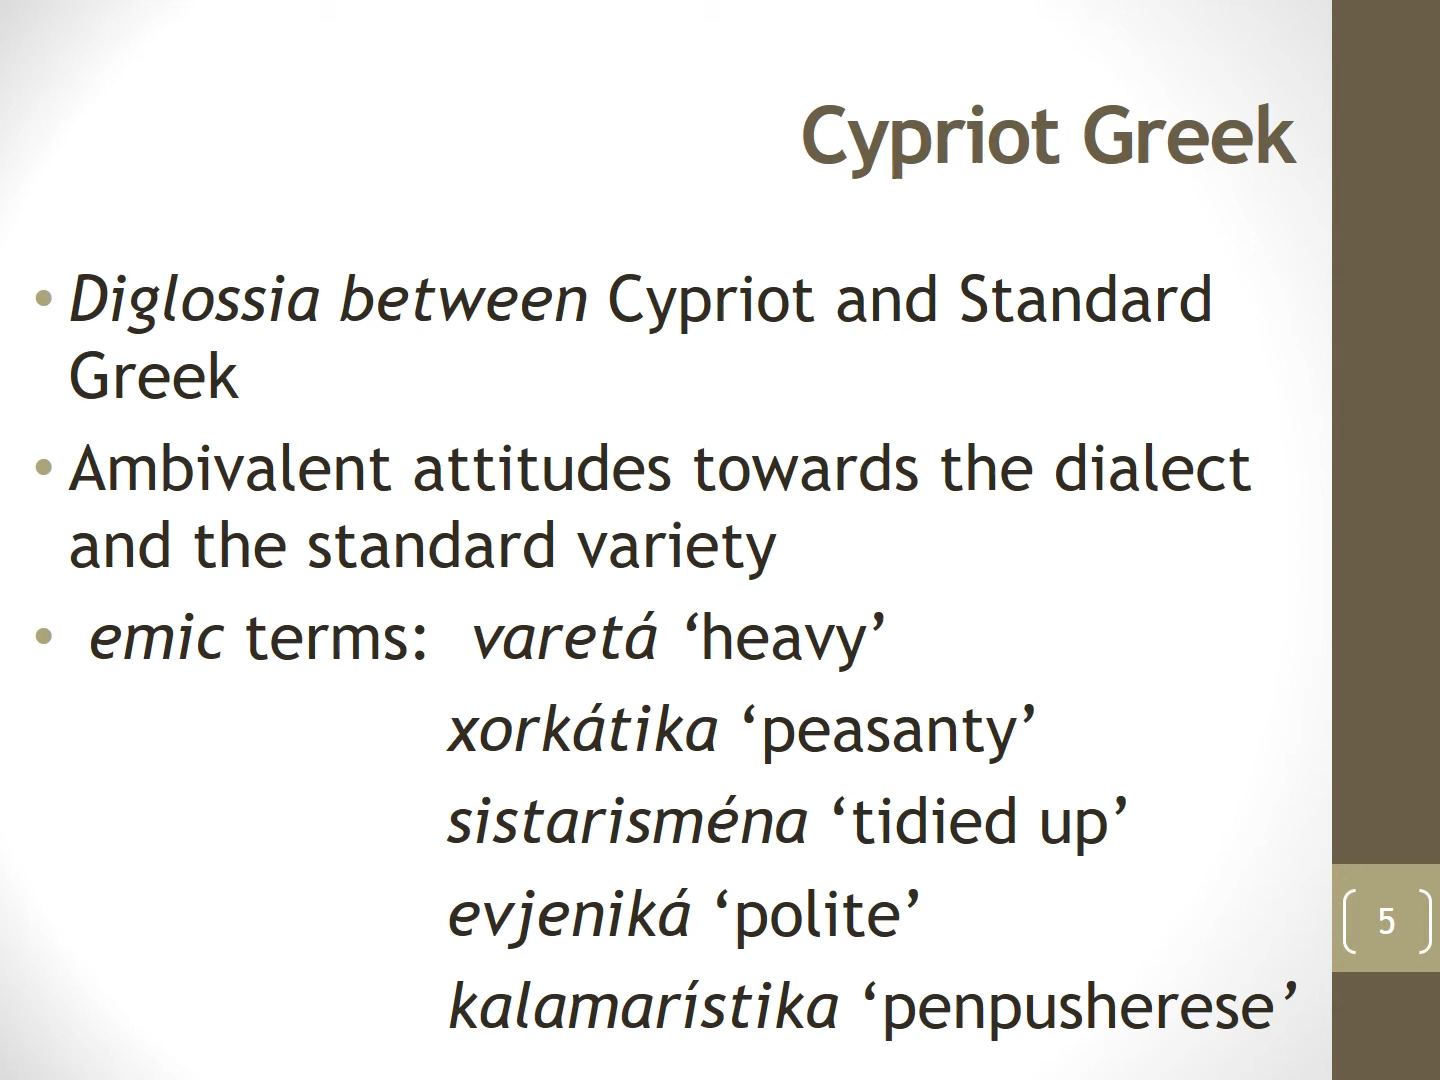 Cypriot Greek
• Diglossia between Cypriot and Standard
Greek
• Ambivalent attitudes towards the dialect
and the standard variety
• emic terms: varetá ‘heavy’
xorkátika ‘peasanty’
sistarisména ‘tidied up’
evjeniká ‘polite’
kalamarístika ‘penpusherese’
5